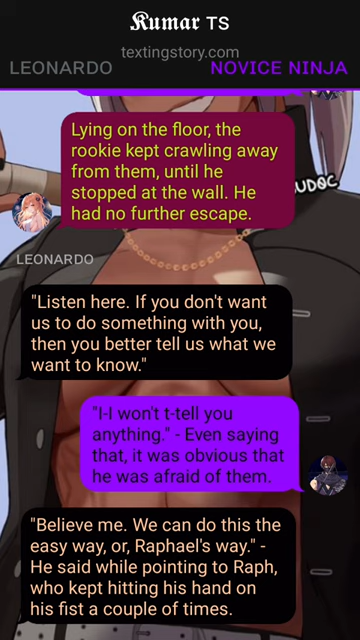 𝕶umar TS
textingstory.com
LEONARDO NOVICE NINJA
Lying on the floor, the
rookie kept crawling away
from them, until he
stopped at the wall. He
had no further escape.
LEONARDO
"Listen here. If you don't want
us to do something with you,
then you better tell us what we
want to know."
"I-I won't t-tell you
anything." - Even saying
that, it was obvious that
he was afraid of them.
"Believe me. We can do this the
easy way, or, Raphael's way." -
He said while pointing to Raph,
who kept hitting his hand on
his fist a couple of times.